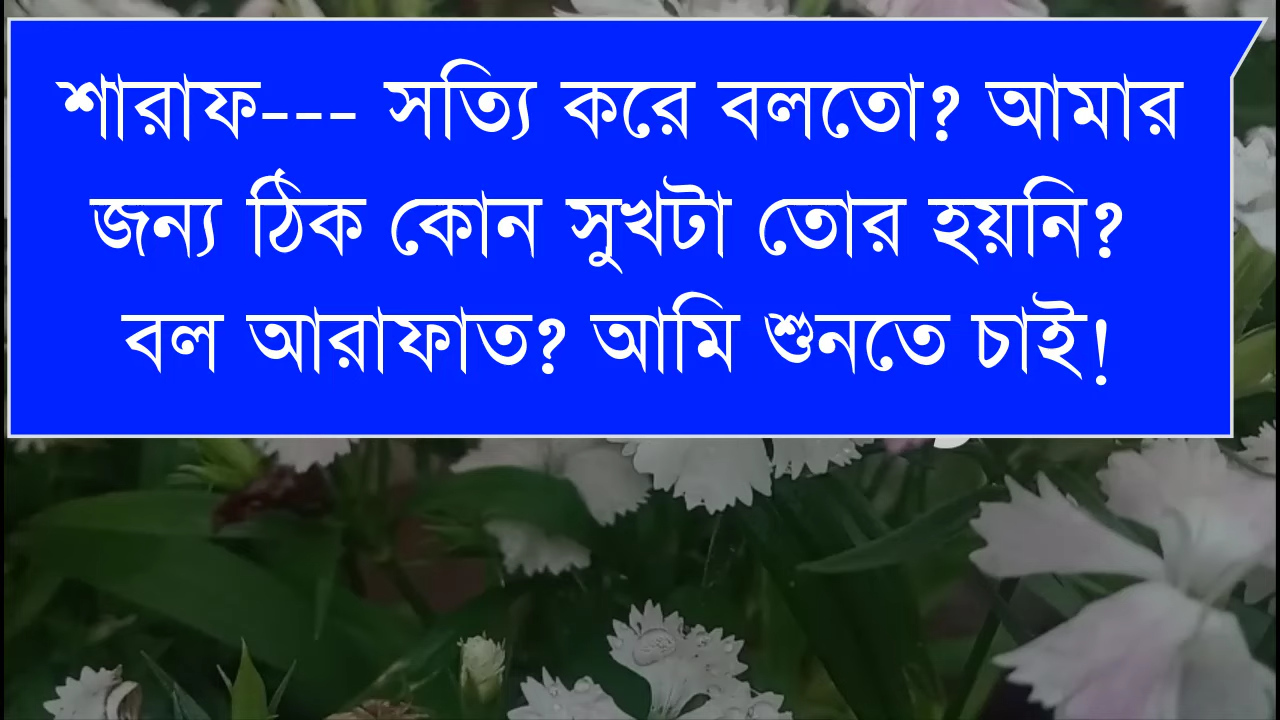 শারাফ--- সত্যি করে বলতো? আমার
জন্য ঠিক কোন সুখটা তোর হয়নি?
বল আরাফাত? আমি শুনতে চাই!